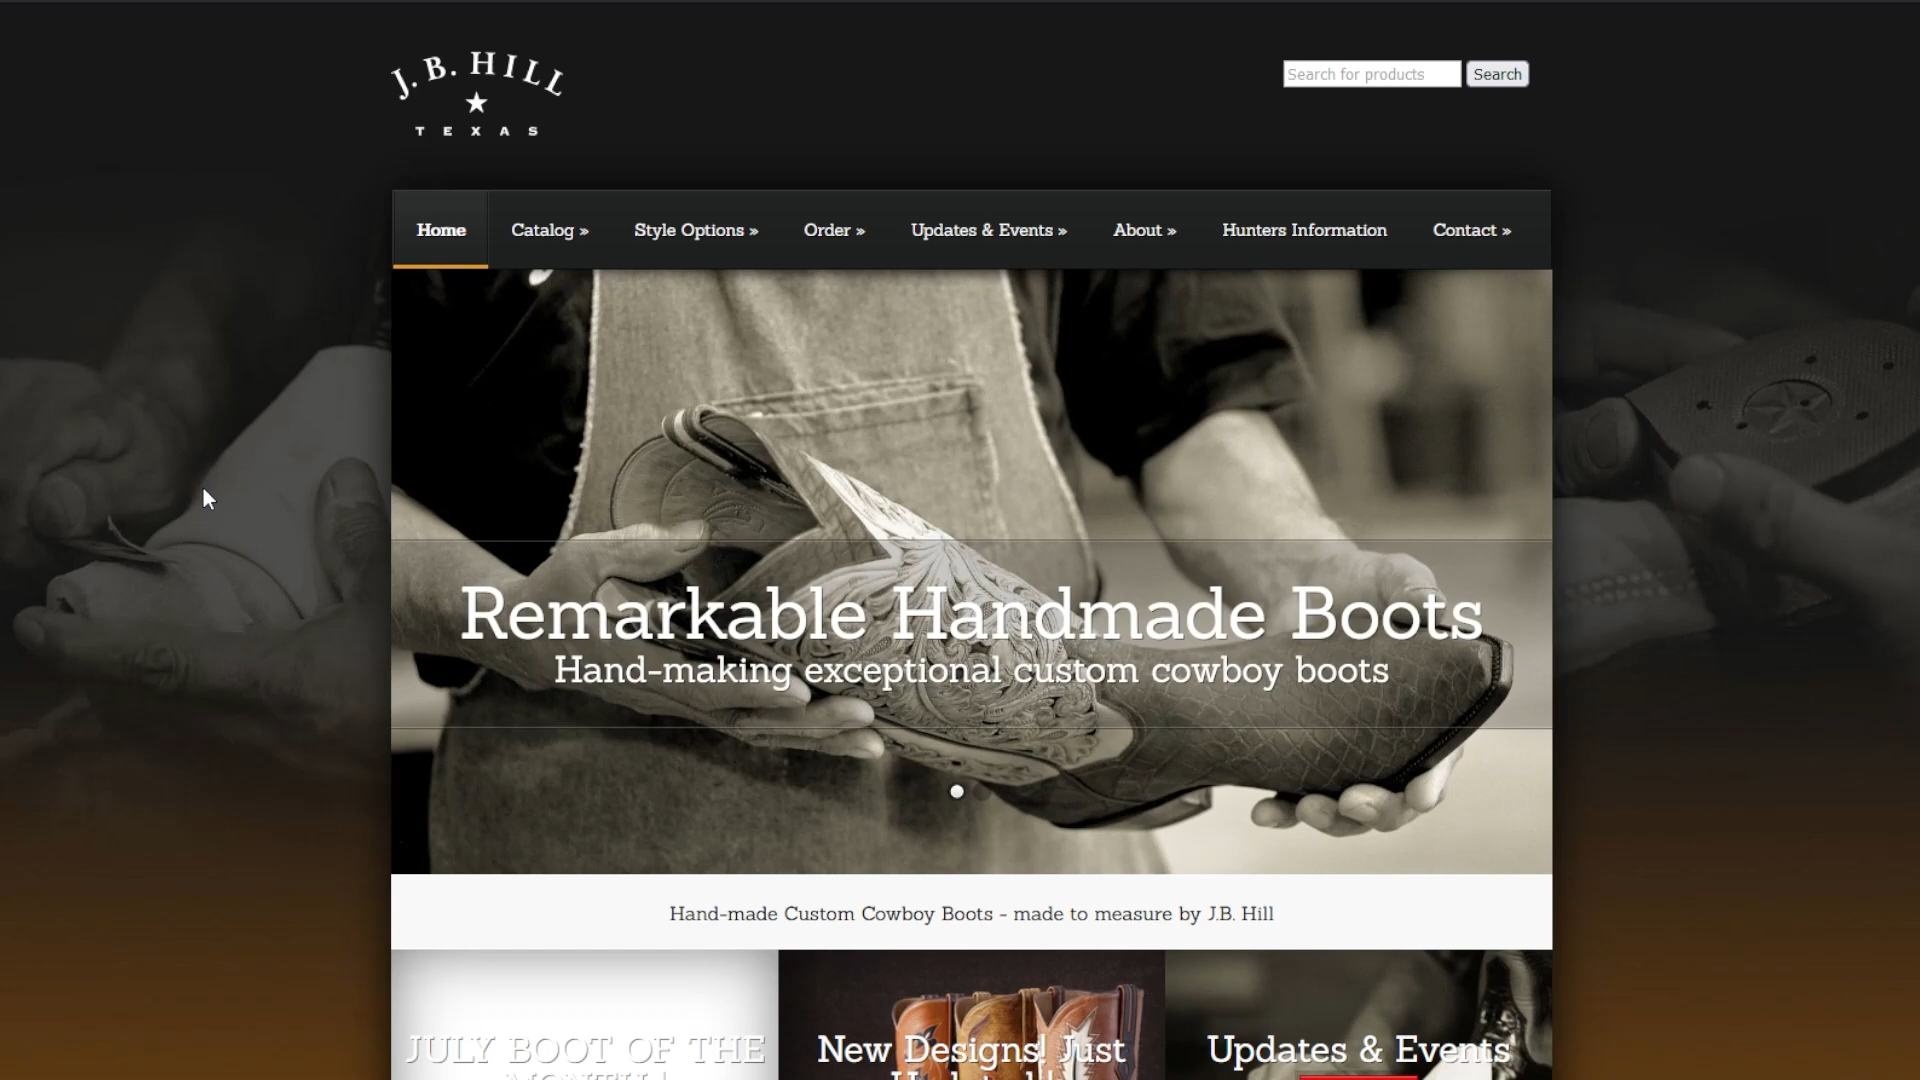 J. B. HILL
TEXAS
Search for products Search
Home Catalog » Style Options » Order » Updates & Events » About » Hunters Information Contact »
Remarkable Handmade Boots
Hand-making exceptional custom cowboy boots
Hand-made Custom Cowboy Boots - made to measure by J.B. Hill
JULY BOOT OF THE
New Designs! Just
Updates & Events